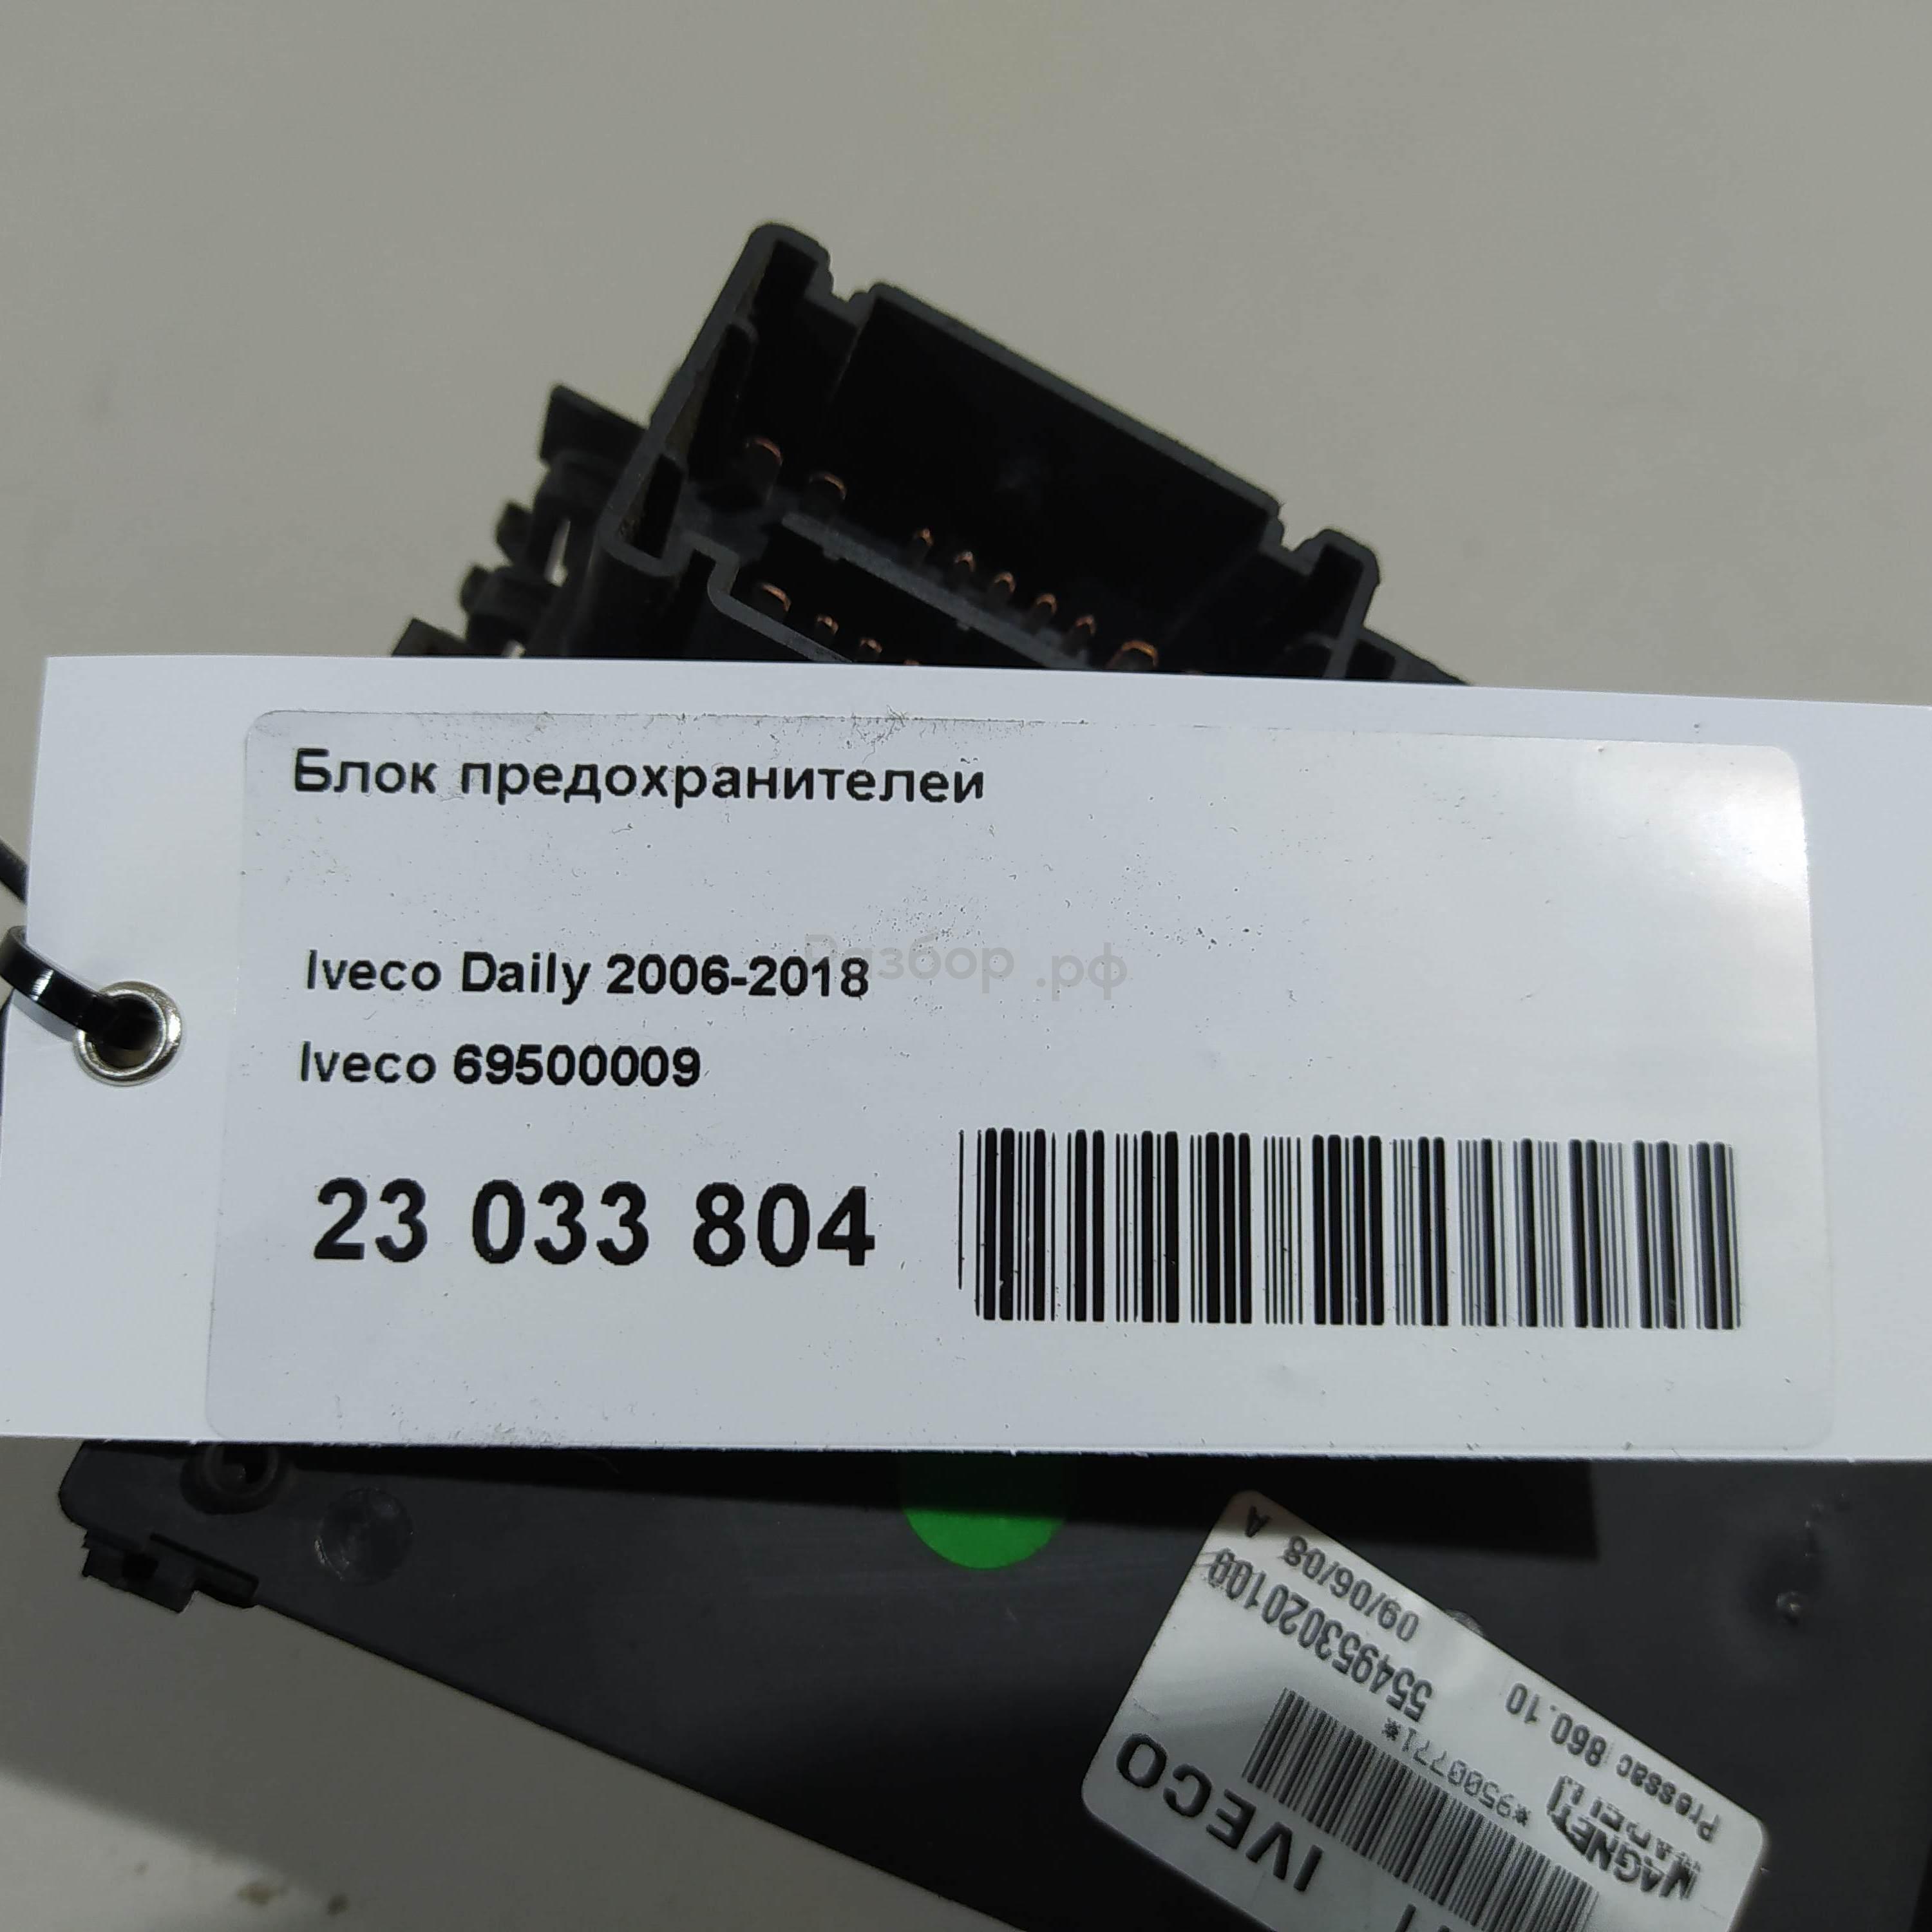 Блок предохранителей
Разбор .рф
Iveco Daily 2006-2018
Iveco 69500009
23 033 804
IVECO
*95007771*
554953020100
09/06/08 A
MAGNETI
MARELLI
Pressac 860.10